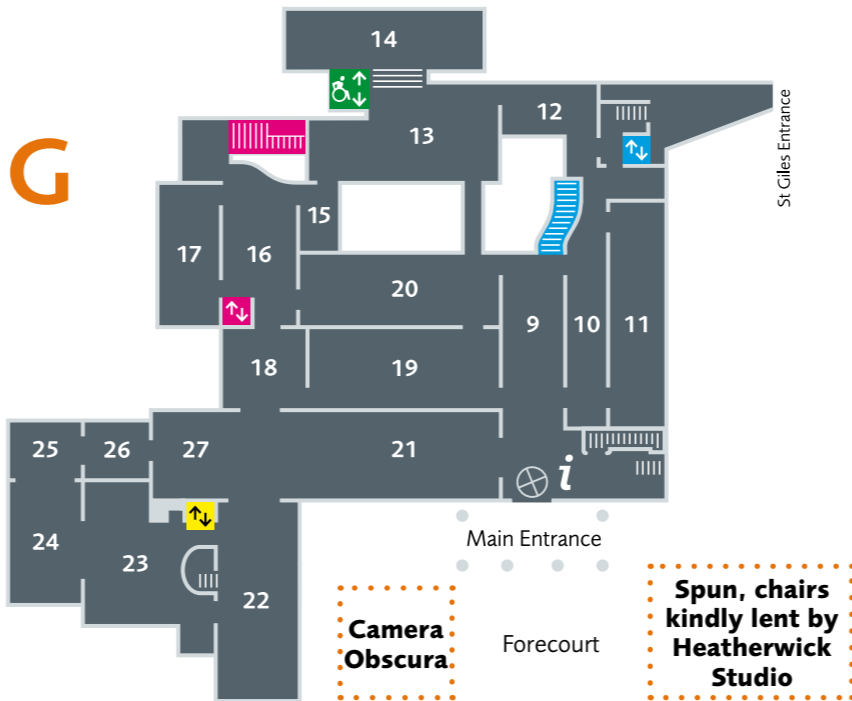 14
12
13
G
St Giles Entrance
15
17
16
20
9
10
11
18
19
25
26
27
21
i
24
23
22
Main Entrance
Camera
Obscura
Forecourt
Spun, chairs
kindly lent by
Heatherwick
Studio